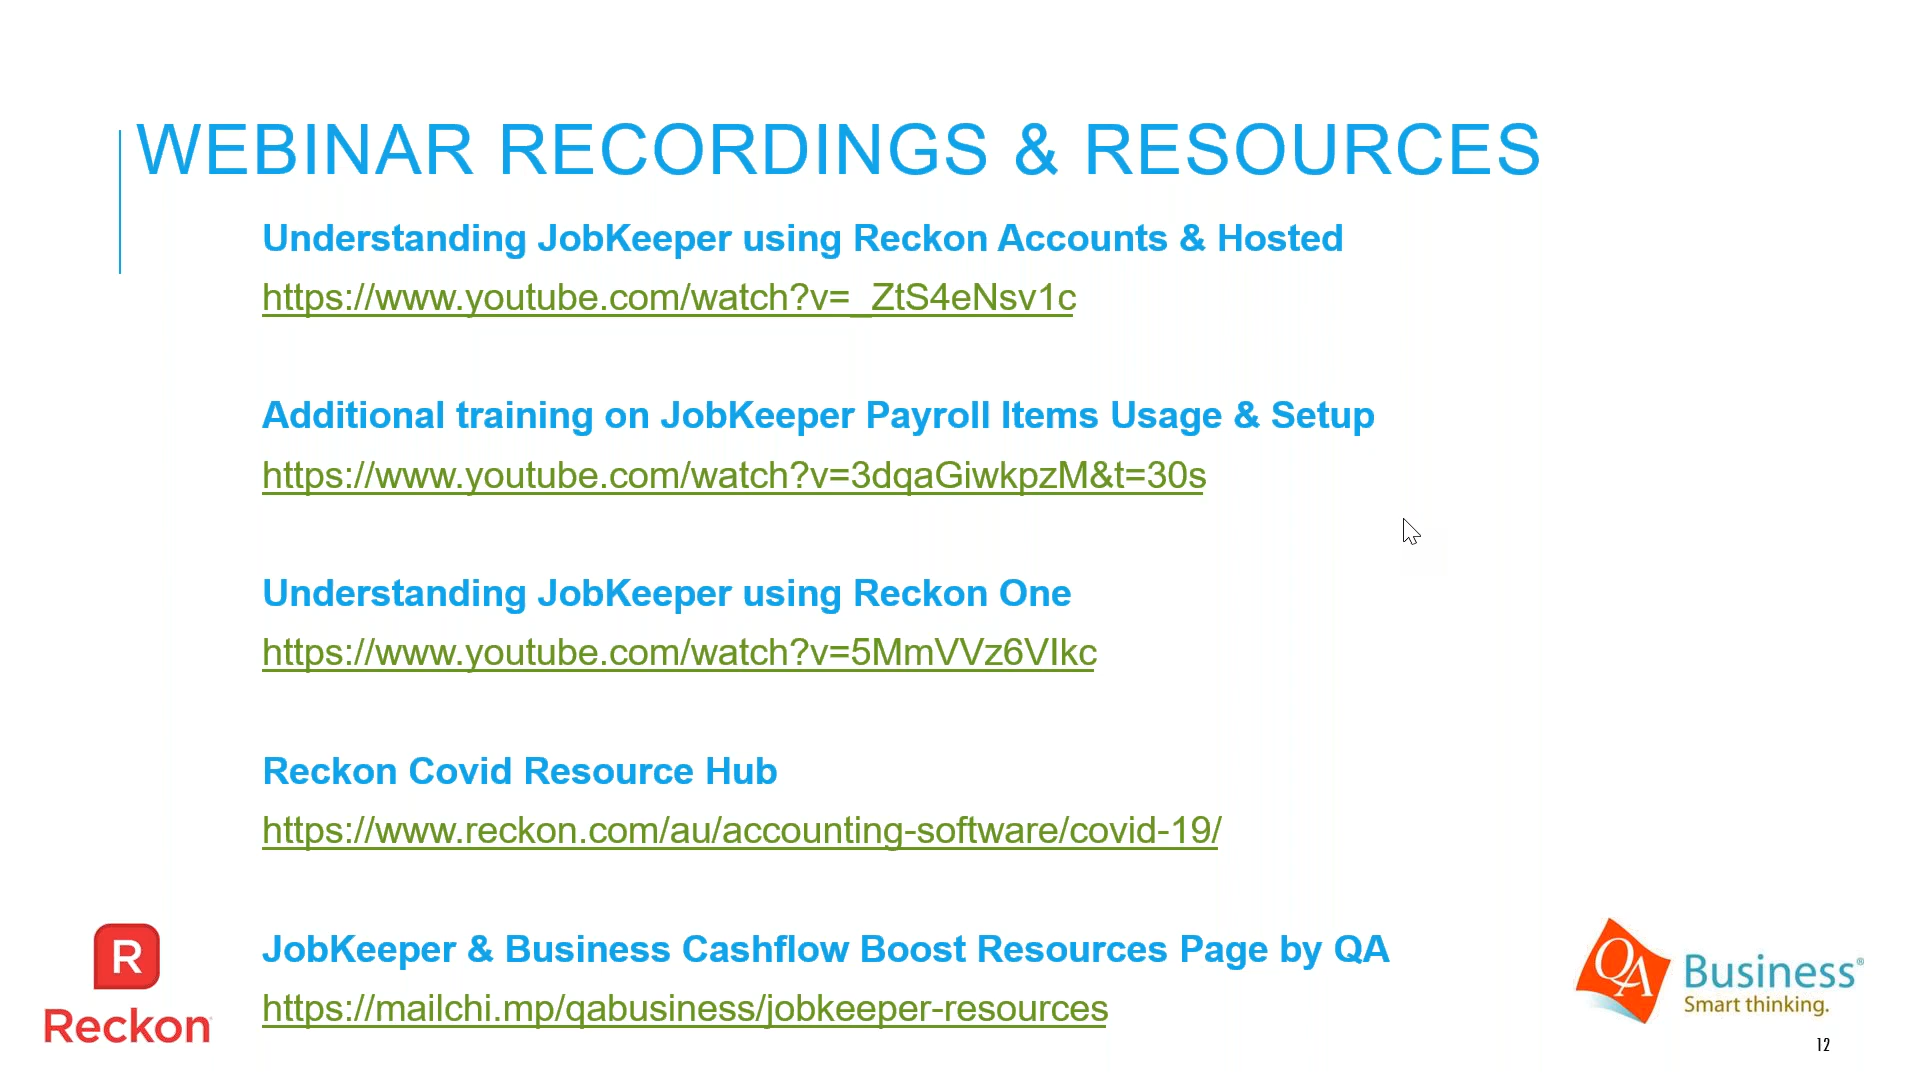 WEBINAR RECORDINGS & RESOURCES
Understanding JobKeeper using Reckon Accounts & Hosted
https://www.youtube.com/watch?v=_ZtS4eNsv1c
Additional training on JobKeeper Payroll Items Usage & Setup
https://www.youtube.com/watch?v=3dqaGiwkpzM&t=30s
Understanding JobKeeper using Reckon One
https://www.youtube.com/watch?v=5MmVVz6VIkc
Reckon Covid Resource Hub
https://www.reckon.com/au/accounting-software/covid-19/
JobKeeper & Business Cashflow Boost Resources Page by QA
https://mailchi.mp/qabusiness/jobkeeper-resources
R
Reckon
QA Business®
Smart thinking.
12